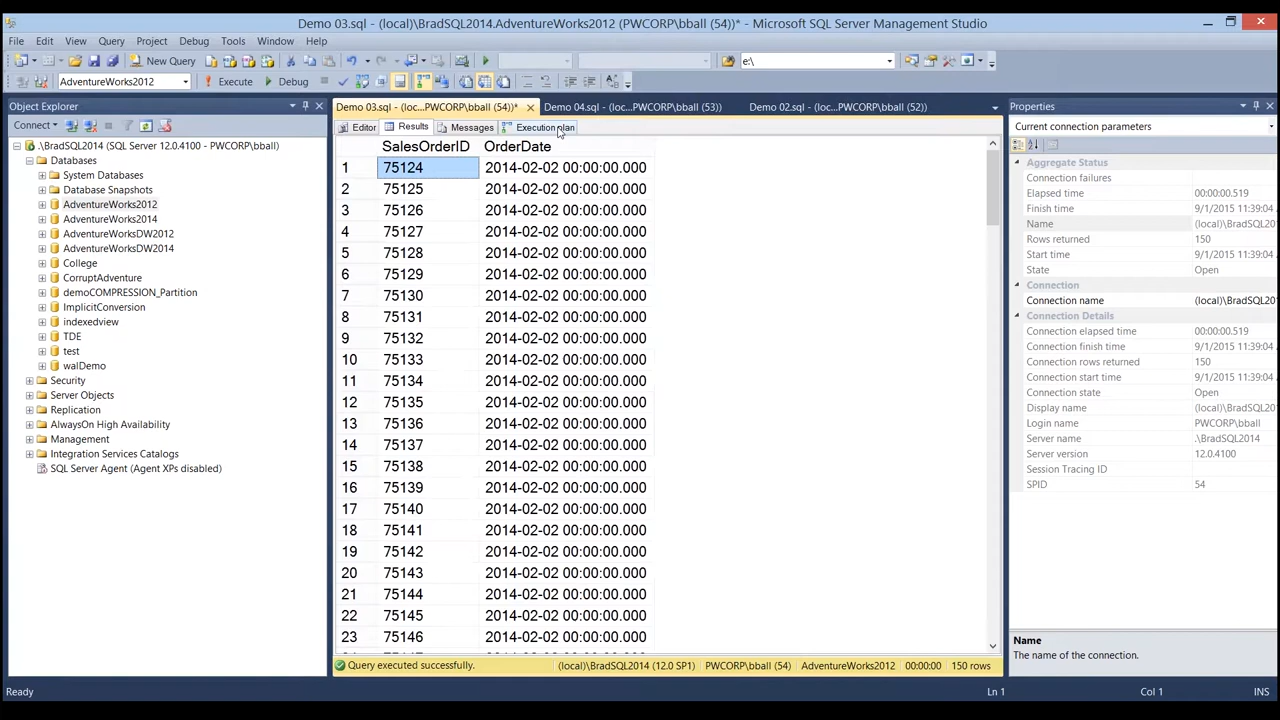 Demo 03.sql - (local)\BradSQL2014.AdventureWorks2012 (PWCORP\bball (54))* - Microsoft SQL Server Management Studio
File Edit View Query Project Debug Tools Window Help
New Query e:\
AdventureWorks2012 Execute Debug
Object Explorer
Connect
.\BradSQL2014 (SQL Server 12.0.4100 - PWCORP\bball)
Databases
System Databases
Database Snapshots
AdventureWorks2012
AdventureWorks2014
AdventureWorksDW2012
AdventureWorksDW2014
College
CorruptAdventure
demoCOMPRESSION_Partition
ImplicitConversion
indexedview
TDE
test
walDemo
Security
Server Objects
Replication
AlwaysOn High Availability
Management
Integration Services Catalogs
SQL Server Agent (Agent XPs disabled)
Demo 03.sql - (loc...PWCORP\bball (54))* Demo 04.sql - (loc...PWCORP\bball (53)) Demo 02.sql - (loc...PWCORP\bball (52))
Editor Results Messages Execution plan
SalesOrderID OrderDate
1 75124 2014-02-02 00:00:00.000
2 75125 2014-02-02 00:00:00.000
3 75126 2014-02-02 00:00:00.000
4 75127 2014-02-02 00:00:00.000
5 75128 2014-02-02 00:00:00.000
6 75129 2014-02-02 00:00:00.000
7 75130 2014-02-02 00:00:00.000
8 75131 2014-02-02 00:00:00.000
9 75132 2014-02-02 00:00:00.000
10 75133 2014-02-02 00:00:00.000
11 75134 2014-02-02 00:00:00.000
12 75135 2014-02-02 00:00:00.000
13 75136 2014-02-02 00:00:00.000
14 75137 2014-02-02 00:00:00.000
15 75138 2014-02-02 00:00:00.000
16 75139 2014-02-02 00:00:00.000
17 75140 2014-02-02 00:00:00.000
18 75141 2014-02-02 00:00:00.000
19 75142 2014-02-02 00:00:00.000
20 75143 2014-02-02 00:00:00.000
21 75144 2014-02-02 00:00:00.000
22 75145 2014-02-02 00:00:00.000
23 75146 2014-02-02 00:00:00.000
Query executed successfully. (local)\BradSQL2014 (12.0 SP1) PWCORP\bball (54) AdventureWorks2012 00:00:00 150 rows
Properties
Current connection parameters
Aggregate Status
Connection failures
Elapsed time 00:00:00.519
Finish time 9/1/2015 11:39:04
Name (local)\BradSQL20
Rows returned 150
Start time 9/1/2015 11:39:04
State Open
Connection
Connection name (local)\BradSQL20
Connection Details
Connection elapsed time 00:00:00.519
Connection finish time 9/1/2015 11:39:04
Connection rows returned 150
Connection start time 9/1/2015 11:39:04
Connection state Open
Display name (local)\BradSQL20
Login name PWCORP\bball
Server name .\BradSQL2014
Server version 12.0.4100
Session Tracing ID
SPID 54
Name
The name of the connection.
Ready Ln 1 Col 1 INS